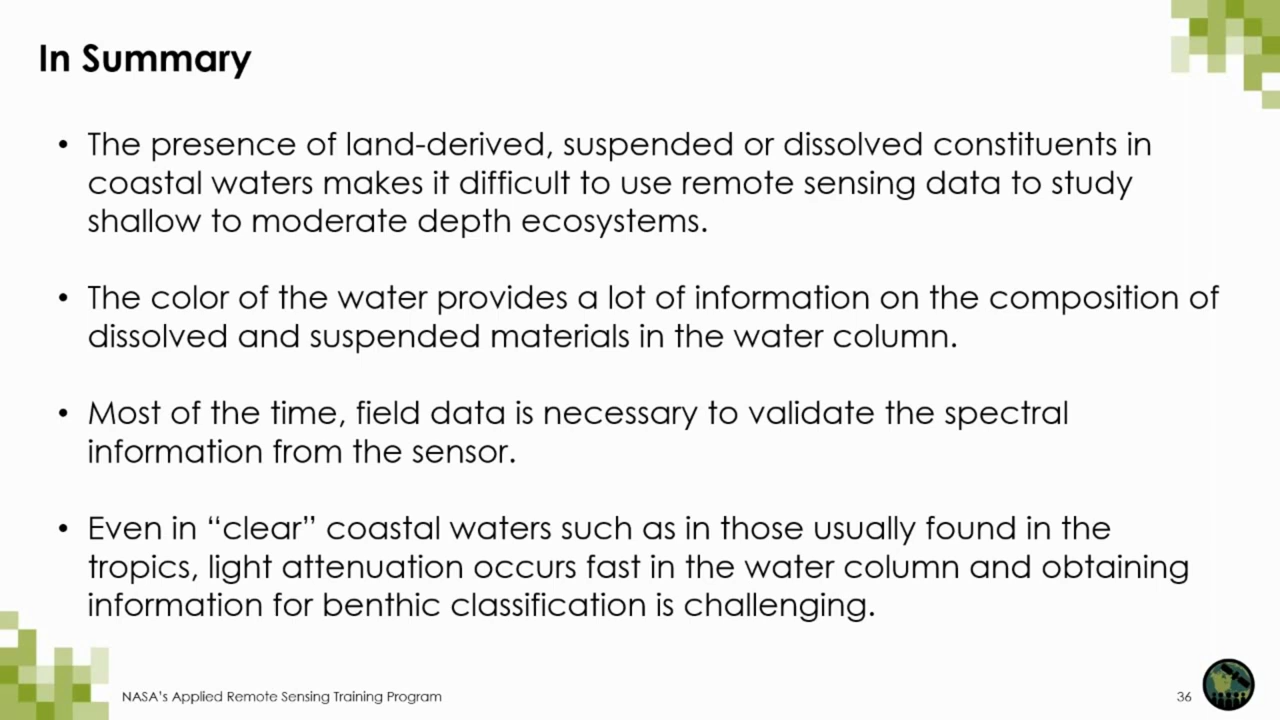 In Summary
• The presence of land-derived, suspended or dissolved constituents in
coastal waters makes it difficult to use remote sensing data to study
shallow to moderate depth ecosystems.
• The color of the water provides a lot of information on the composition of
dissolved and suspended materials in the water column.
• Most of the time, field data is necessary to validate the spectral
information from the sensor.
• Even in “clear” coastal waters such as in those usually found in the
tropics, light attenuation occurs fast in the water column and obtaining
information for benthic classification is challenging.
NASA's Applied Remote Sensing Training Program
36